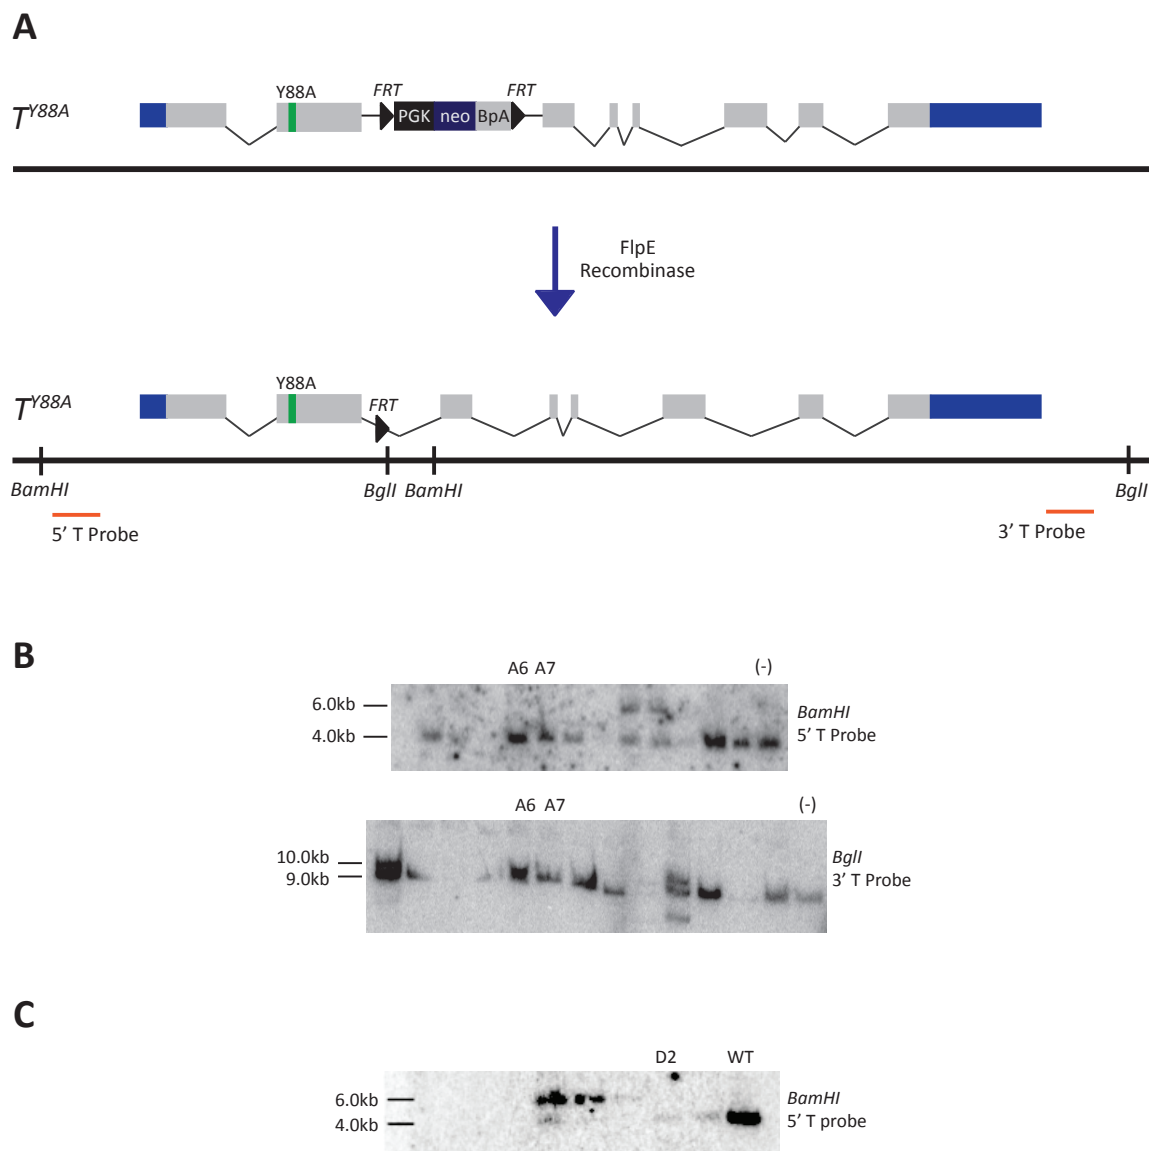 A
T^Y88A
Y88A
FRT
FRT
PGK
neo
BpA
FlpE
Recombinase
T^Y88A
Y88A
FRT
BamHI
BglI
BamHI
BglI
5’ T Probe
3’ T Probe
B
A6 A7
(-)
6.0kb
4.0kb
BamHI
5’ T Probe
A6 A7
(-)
10.0kb
9.0kb
BglI
3’ T Probe
C
D2
WT
6.0kb
4.0kb
BamHI
5’ T probe